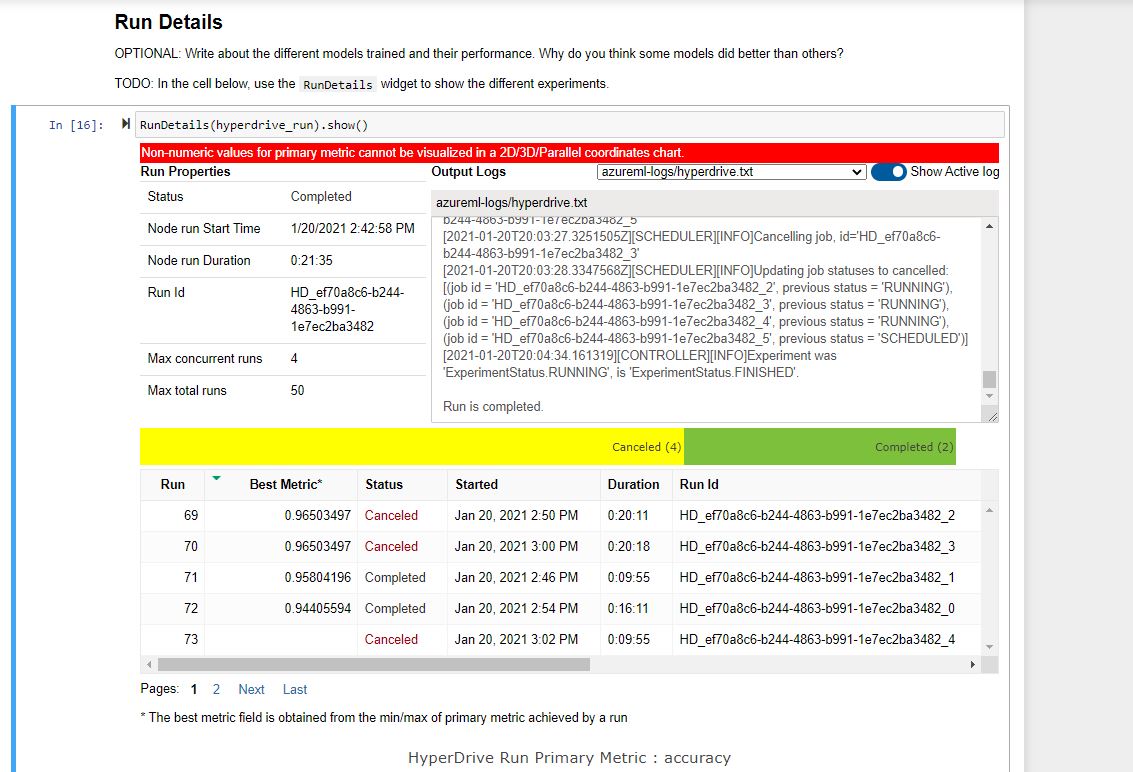 Run Details
OPTIONAL: Write about the different models trained and their performance. Why do you think some models did better than others?
TODO: In the cell below, use the RunDetails widget to show the different experiments.
In [16]: RunDetails(hyperdrive_run).show()
Non-numeric values for primary metric cannot be visualized in a 2D/3D/Parallel coordinates chart.
Run Properties
Status Completed
Node run Start Time 1/20/2021 2:42:58 PM
Node run Duration 0:21:35
Run Id HD_ef70a8c6-b244-
4863-b991-
1e7ec2ba3482
Max concurrent runs 4
Max total runs 50
Output Logs azureml-logs/hyperdrive.txt Show Active log
azureml-logs/hyperdrive.txt
b244-4863-b991-1e7ec2ba3482_5'
[2021-01-20T20:03:27.3251505Z][SCHEDULER][INFO]Cancelling job, id='HD_ef70a8c6-
b244-4863-b991-1e7ec2ba3482_3'
[2021-01-20T20:03:28.3347568Z][SCHEDULER][INFO]Updating job statuses to cancelled:
[(job id = 'HD_ef70a8c6-b244-4863-b991-1e7ec2ba3482_2', previous status = 'RUNNING'),
(job id = 'HD_ef70a8c6-b244-4863-b991-1e7ec2ba3482_3', previous status = 'RUNNING'),
(job id = 'HD_ef70a8c6-b244-4863-b991-1e7ec2ba3482_4', previous status = 'RUNNING'),
(job id = 'HD_ef70a8c6-b244-4863-b991-1e7ec2ba3482_5', previous status = 'SCHEDULED')]
[2021-01-20T20:04:34.161319][CONTROLLER][INFO]Experiment was
'ExperimentStatus.RUNNING', is 'ExperimentStatus.FINISHED'.
Run is completed.
Canceled (4) Completed (2)
Run Best Metric* Status Started Duration Run Id
69 0.96503497 Canceled Jan 20, 2021 2:50 PM 0:20:11 HD_ef70a8c6-b244-4863-b991-1e7ec2ba3482_2
70 0.96503497 Canceled Jan 20, 2021 3:00 PM 0:20:18 HD_ef70a8c6-b244-4863-b991-1e7ec2ba3482_3
71 0.95804196 Completed Jan 20, 2021 2:46 PM 0:09:55 HD_ef70a8c6-b244-4863-b991-1e7ec2ba3482_1
72 0.94405594 Completed Jan 20, 2021 2:54 PM 0:16:11 HD_ef70a8c6-b244-4863-b991-1e7ec2ba3482_0
73 Canceled Jan 20, 2021 3:02 PM 0:09:55 HD_ef70a8c6-b244-4863-b991-1e7ec2ba3482_4
Pages: 1 2 Next Last
* The best metric field is obtained from the min/max of primary metric achieved by a run
HyperDrive Run Primary Metric : accuracy